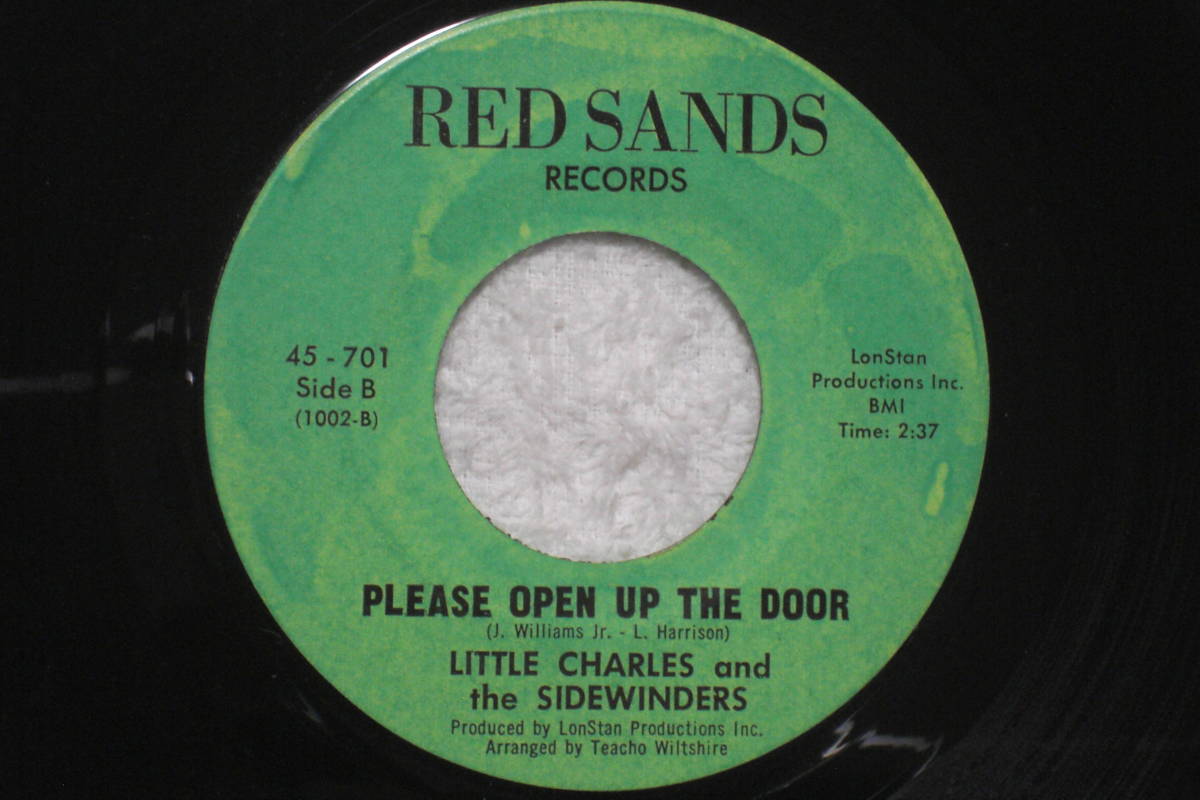 RED SANDS
RECORDS
45 - 701
Side B
(1002-B)
LonStan
Productions Inc.
BMI
Time: 2:37
PLEASE OPEN UP THE DOOR
(J. Williams Jr. - L. Harrison)
LITTLE CHARLES and
the SIDEWINDERS
Produced by LonStan Productions Inc.
Arranged by Teacho Wiltshire